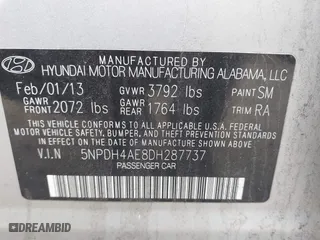 MANUFACTURED BY
HYUNDAI MOTOR MANUFACTURING ALABAMA, LLC
Feb/01/13 GVWR 3792 lbs PAINT SM
GAWR FRONT 2072 lbs GAWR REAR 1764 lbs TRIM RA
THIS VEHICLE CONFORMS TO ALL APPLICABLE
FEDERAL MOTOR VEHICLE SAFETY, BUMPER, AND
THEFT PREVENTION STANDARDS IN EFFECT ON THE
DATE OF MANUFACTURE SHOWN ABOVE.
V.I.N 5NPDH4AE8DH287737
PASSENGER CAR
AUTOBIDCAR